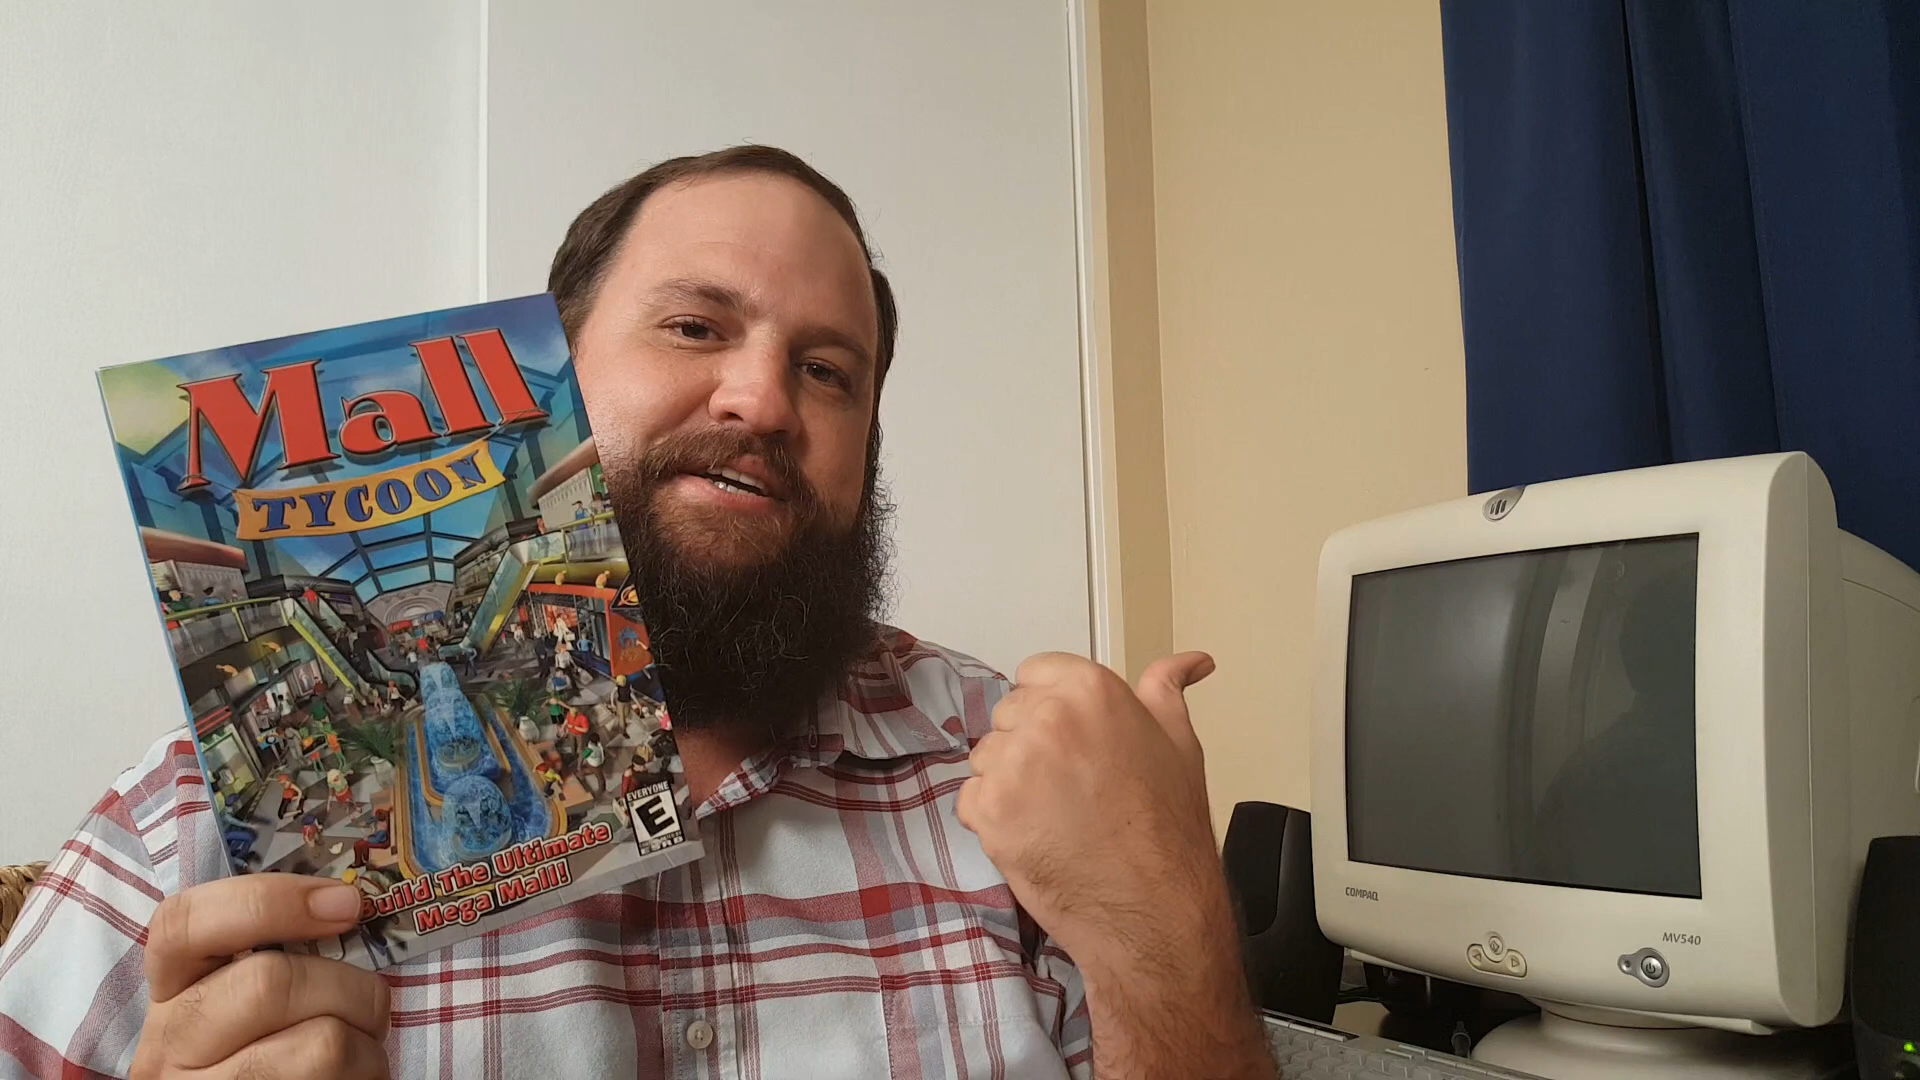 Mall
TYCOON
EVERYONE
E
Build The Ultimate
Mega Mall!
COMPAQ
MV540